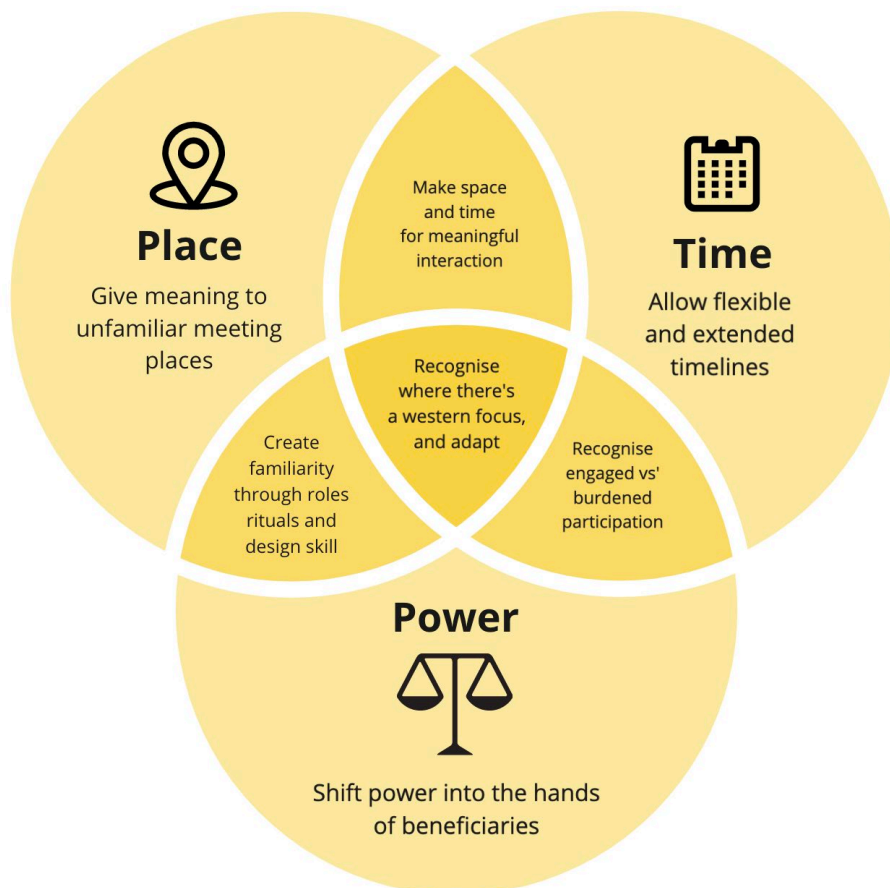 Place
Give meaning to
unfamiliar meeting
places
Make space
and time
for meaningful
interaction
Time
Allow flexible
and extended
timelines
Create
familiarity
through roles
rituals and
design skill
Recognise
where there's
a western focus,
and adapt
Recognise
engaged vs'
burdened
participation
Power
Shift power into the hands
of beneficiaries